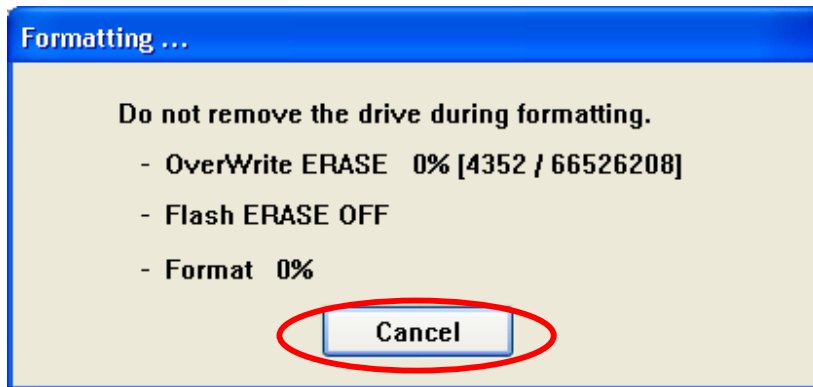 Formatting ...
Do not remove the drive during formatting.
- OverWrite ERASE 0% [4352 / 66526208]
- Flash ERASE OFF
- Format 0%
Cancel